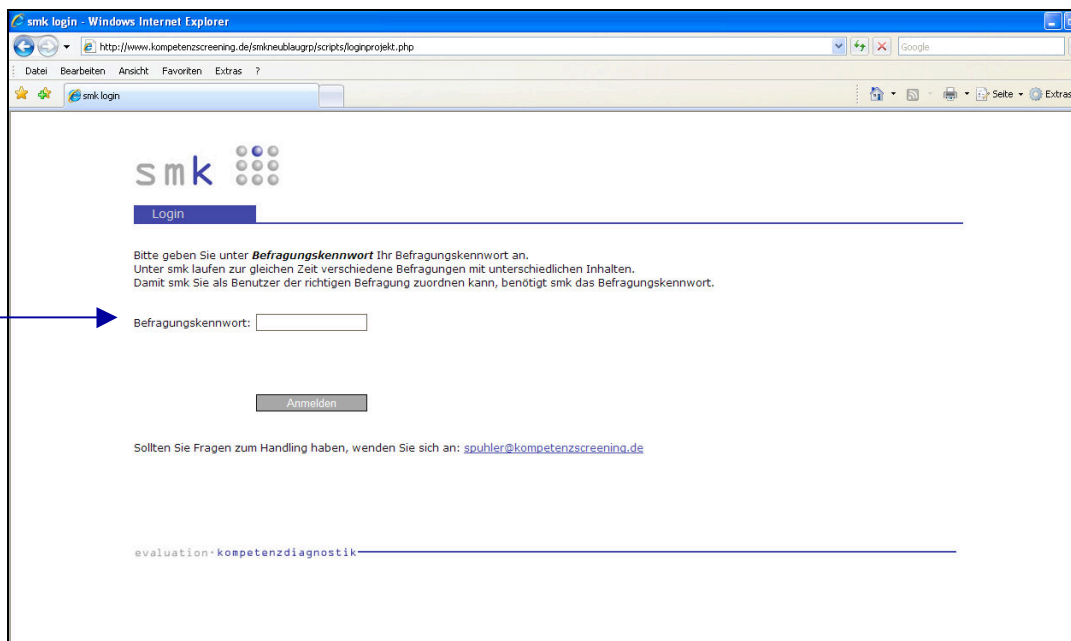 smk login - Windows Internet Explorer
http://www.kompetenzscreening.de/smkneublaugrp/scripts/loginprojekt.php
Google
Datei Bearbeiten Ansicht Favoriten Extras ?
smk login
Seite
Extras
smk
Login
Bitte geben Sie unter Befragungskennwort Ihr Befragungskennwort an.
Unter smk laufen zur gleichen Zeit verschiedene Befragungen mit unterschiedlichen Inhalten.
Damit smk Sie als Benutzer der richtigen Befragung zuordnen kann, benötigt smk das Befragungskennwort.
Befragungskennwort:
Anmelden
Sollten Sie Fragen zum Handling haben, wenden Sie sich an: spuhler@kompetenzscreening.de
evaluation·kompetenzdiagnostik